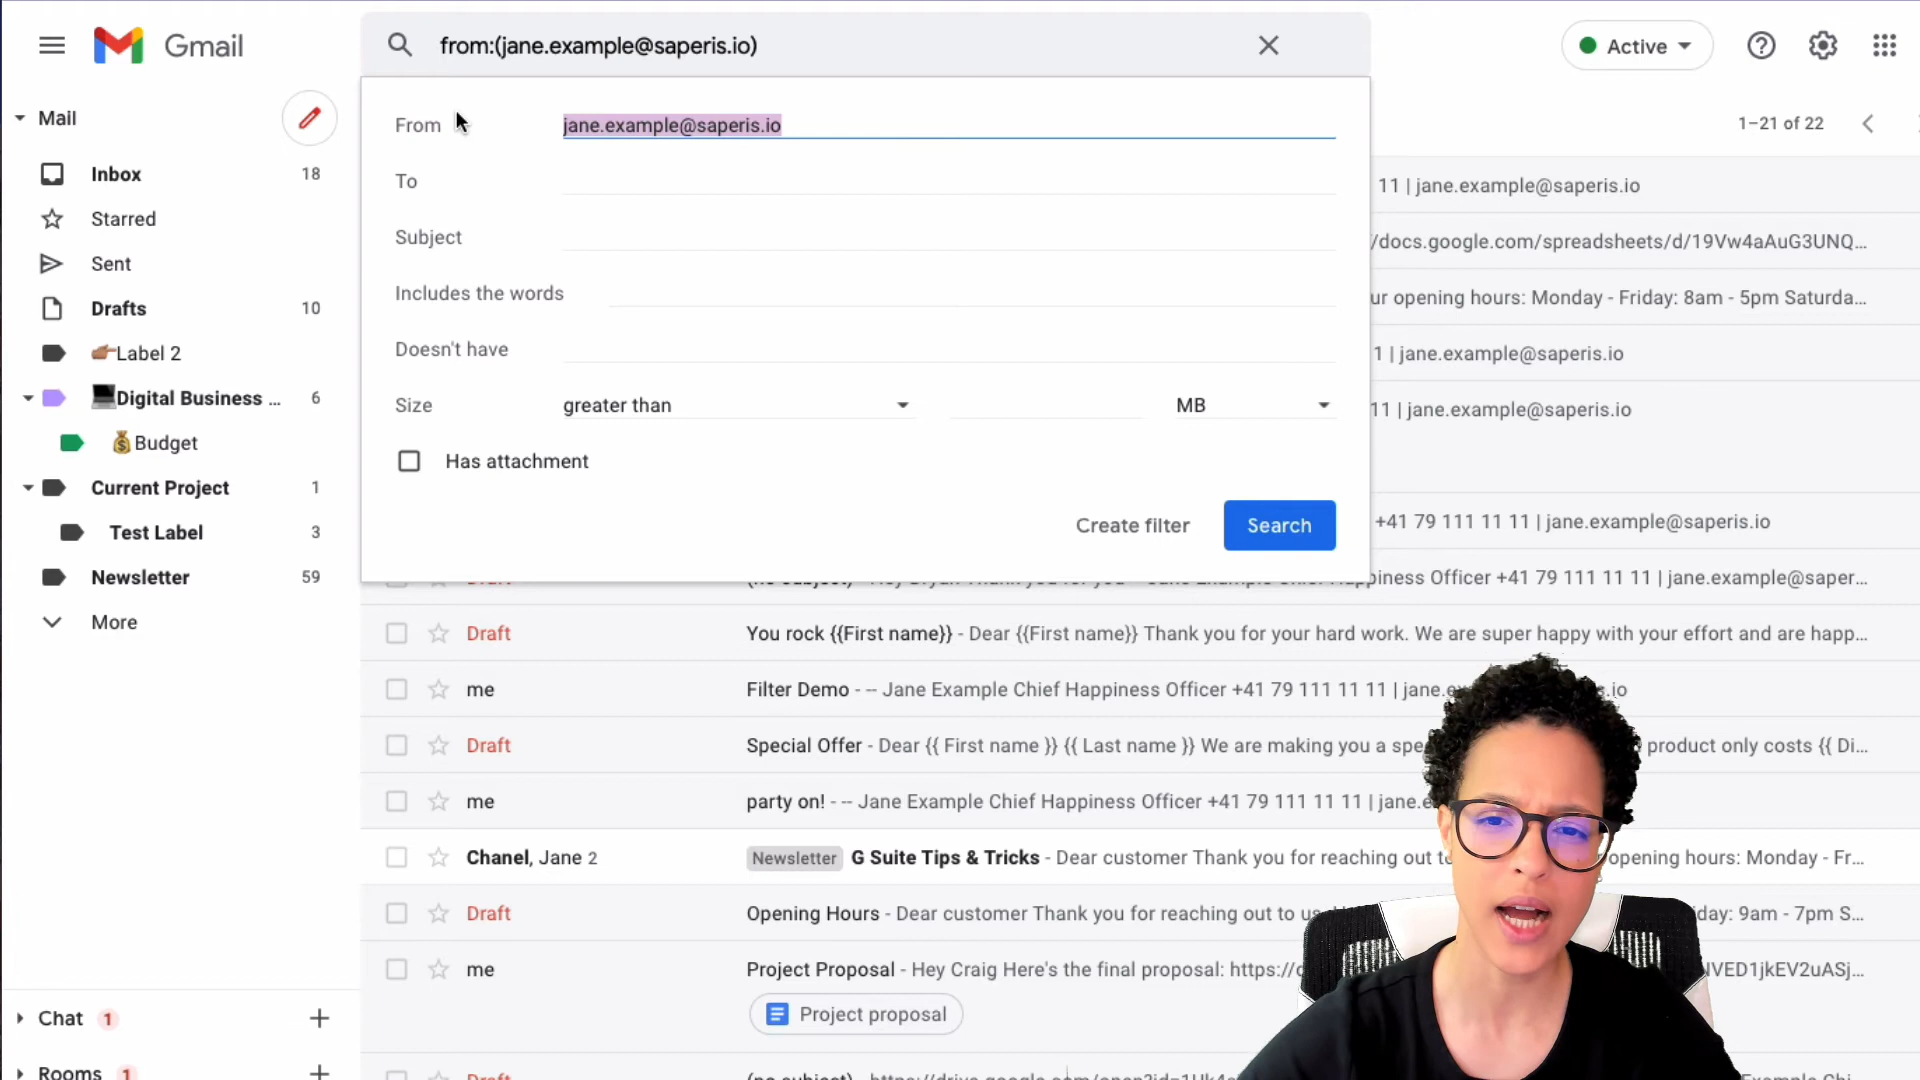 Gmail
from:(jane.example@saperis.io)
Active
Mail
Inbox 18
Starred
Sent
Drafts 10
Label 2
Digital Business ... 6
Budget
Current Project 1
Test Label 3
Newsletter 59
More
Chat 1
Rooms 1
From jane.example@saperis.io
To
Subject
Includes the words
Doesn't have
Size greater than MB
Has attachment
Create filter Search
1–21 of 22
11 | jane.example@saperis.io
/docs.google.com/spreadsheets/d/19Vw4aAuG3UNQ...
opening hours: Monday - Friday: 8am - 5pm Saturda...
1 | jane.example@saperis.io
11 | jane.example@saperis.io
+41 79 111 11 11 | jane.example@saperis.io
Officer +41 79 111 11 11 | jane.example@saper...
Draft You rock {{First name}} - Dear {{First name}} Thank you for your hard work. We are super happy with your effort and are happ...
me Filter Demo - -- Jane Example Chief Happiness Officer +41 79 111 11 11 |
Draft Special Offer - Dear {{ First name }} {{ Last name }} We are making you a product only costs {{ Di...
me party on! - -- Jane Example Chief Happiness Officer +41 79 111 11 11 |
Chanel, Jane 2 Newsletter G Suite Tips & Tricks - Dear customer Thank you for reaching out opening hours: Monday - Fr...
Draft Opening Hours - Dear customer Thank you for reaching out to 9am - 7pm S...
me Project Proposal - Hey Craig Here's the final proposal:
Project proposal